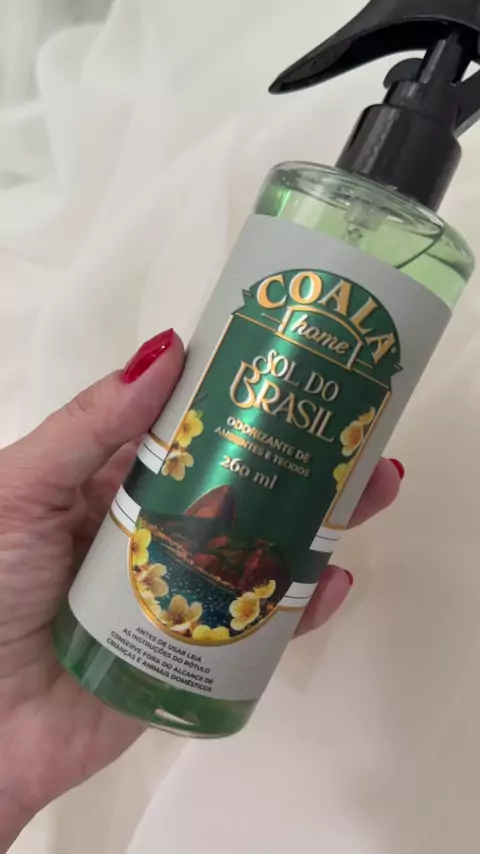 COALA
home
SOL DO
BRASIL
ODORIZANTE DE
AMBIENTES E TECIDOS
260 ml
ANTES DE USAR LEIA
AS INSTRUÇÕES DO RÓTULO
CONSERVE FORA DO ALCANCE DE
CRIANÇAS E ANIMAIS DOMÉSTICOS